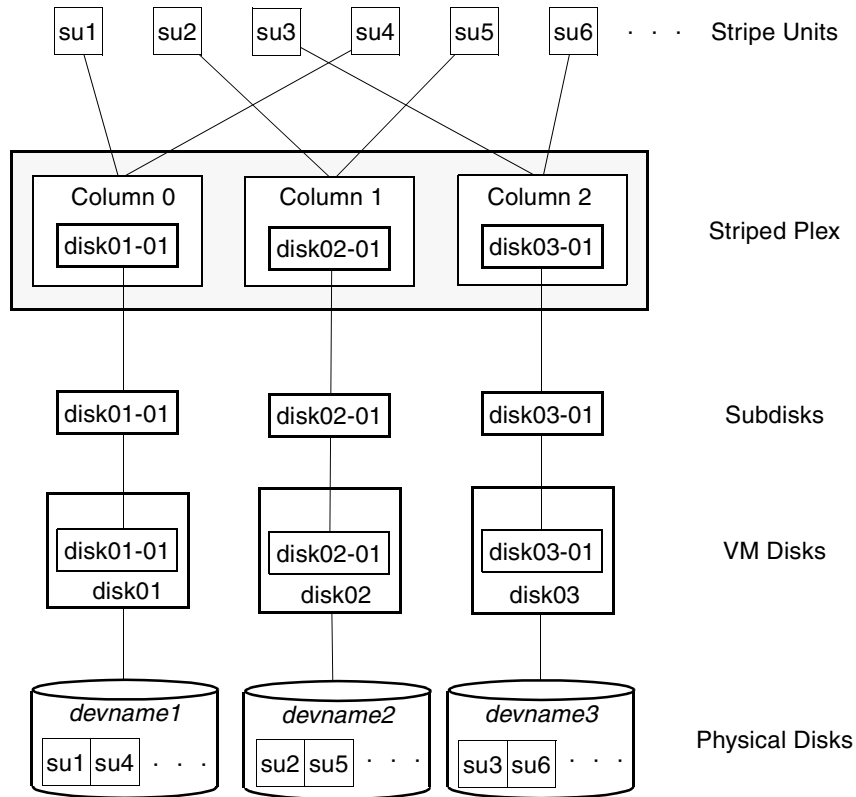 su1 su2 su3 su4 su5 su6 · · · Stripe Units
Column 0 Column 1 Column 2
disk01-01 disk02-01 disk03-01 Striped Plex
disk01-01 disk02-01 disk03-01 Subdisks
disk01-01 disk02-01 disk03-01 VM Disks
disk01 disk02 disk03
devname1 devname2 devname3
su1 su4 · · · su2 su5 · · · su3 su6 · · · Physical Disks